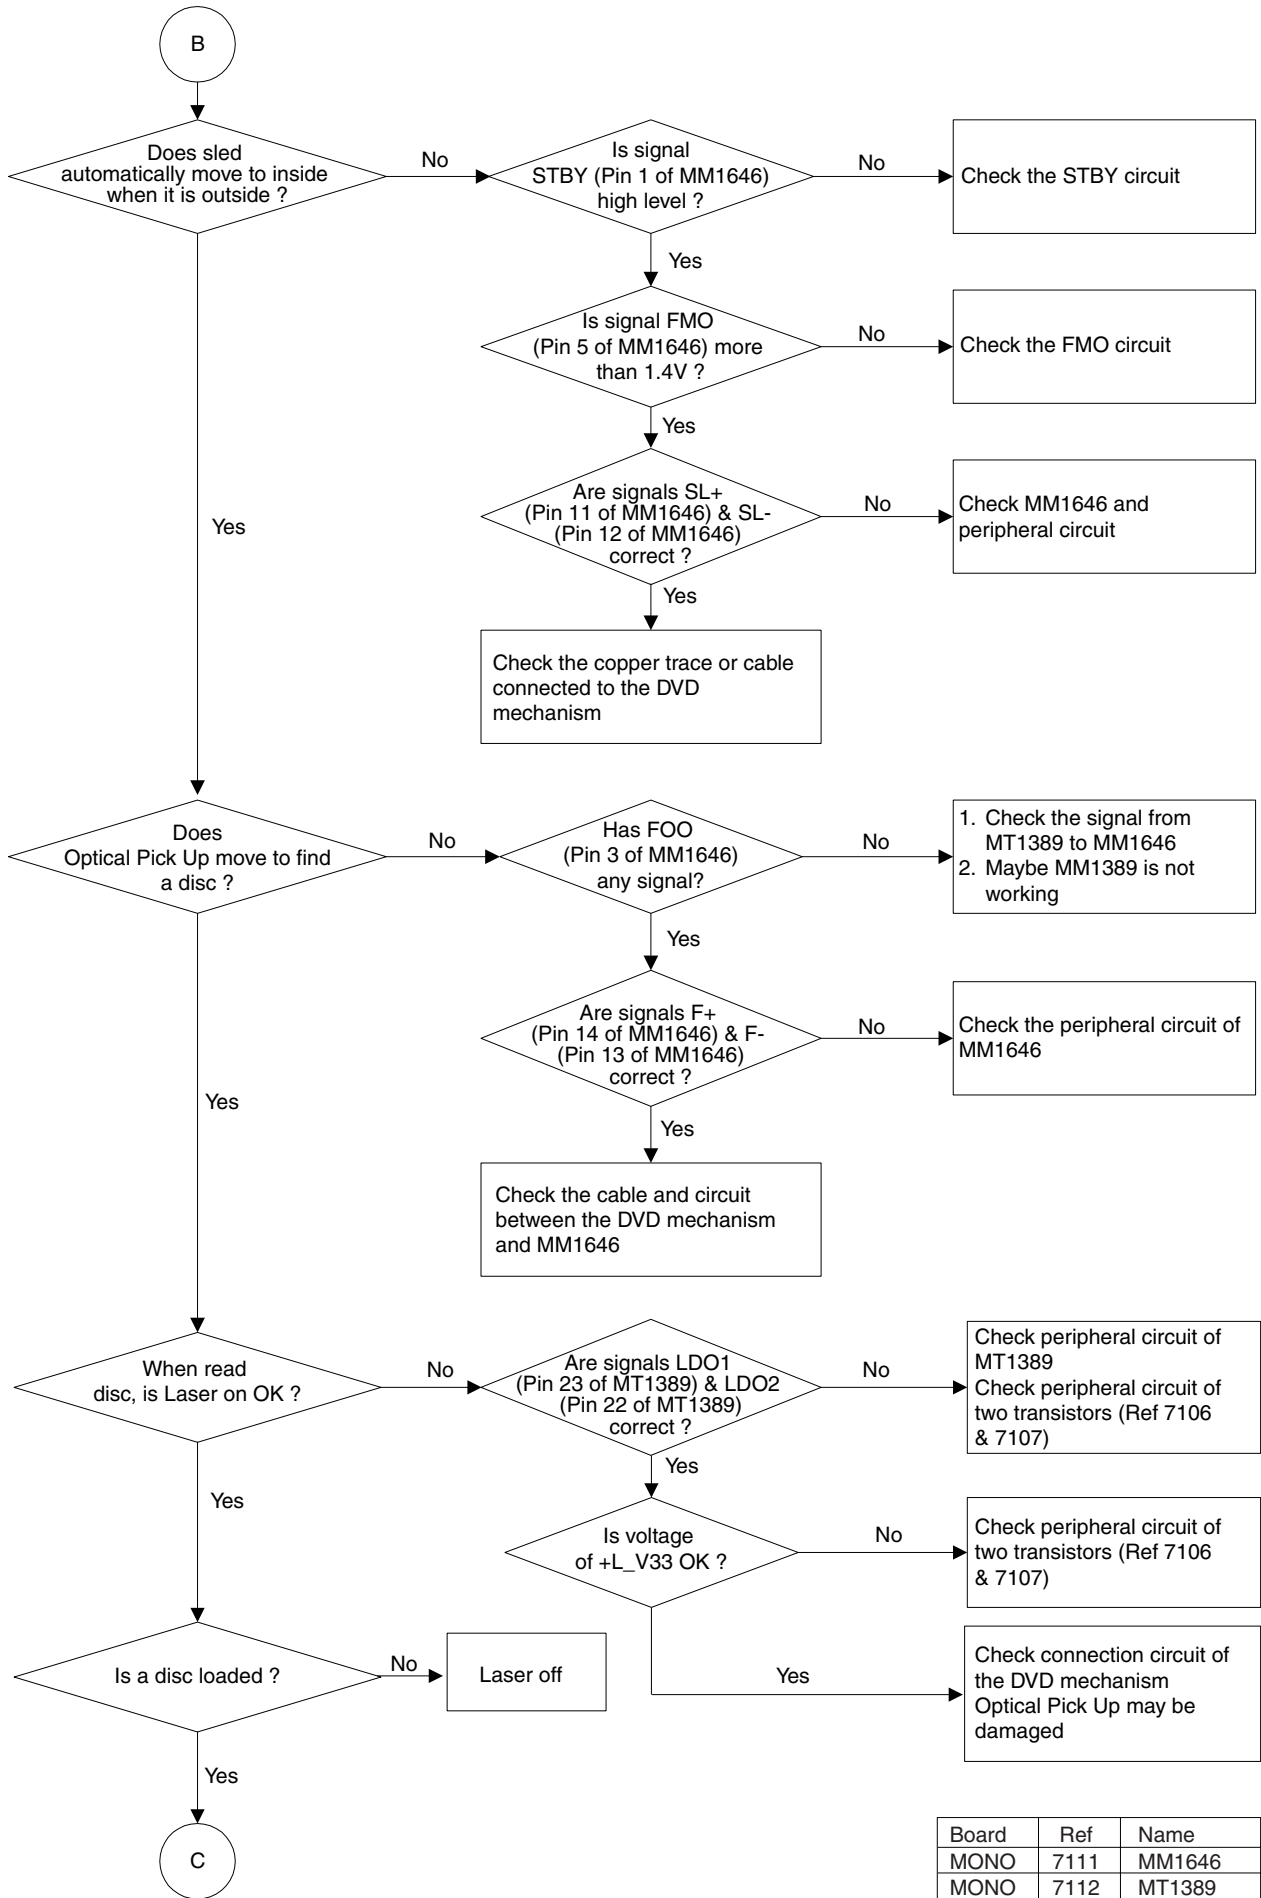 B
Does sled
automatically move to inside
when it is outside ?
No
Is signal
STBY (Pin 1 of MM1646)
high level ?
No
Check the STBY circuit
Yes
Is signal FMO
(Pin 5 of MM1646) more
than 1.4V ?
No
Check the FMO circuit
Yes
Are signals SL+
(Pin 11 of MM1646) & SL-
(Pin 12 of MM1646)
correct ?
No
Check MM1646 and
peripheral circuit
Yes
Yes
Check the copper trace or cable
connected to the DVD
mechanism
Does
Optical Pick Up move to find
a disc ?
No
Has FOO
(Pin 3 of MM1646)
any signal?
No
1. Check the signal from
MT1389 to MM1646
2. Maybe MM1389 is not
working
Yes
Are signals F+
(Pin 14 of MM1646) & F-
(Pin 13 of MM1646)
correct ?
No
Check the peripheral circuit of
MM1646
Yes
Yes
Check the cable and circuit
between the DVD mechanism
and MM1646
When read
disc, is Laser on OK ?
No
Are signals LDO1
(Pin 23 of MT1389) & LDO2
(Pin 22 of MT1389)
correct ?
No
Check peripheral circuit of
MT1389
Check peripheral circuit of
two transistors (Ref 7106
& 7107)
Yes
Yes
Is voltage
of +L_V33 OK ?
No
Check peripheral circuit of
two transistors (Ref 7106
& 7107)
Is a disc loaded ?
No
Laser off
Yes
Check connection circuit of
the DVD mechanism
Optical Pick Up may be
damaged
Yes
C
Board Ref Name
MONO 7111 MM1646
MONO 7112 MT1389